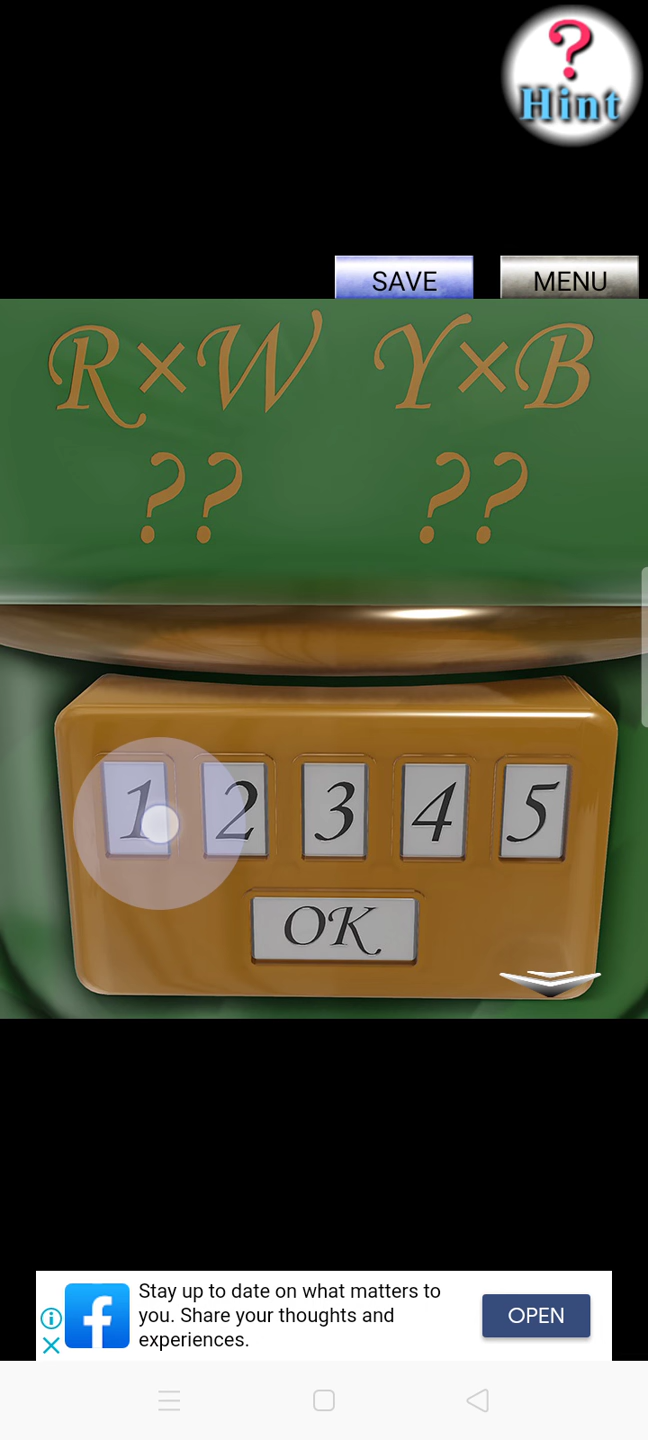 ?
Hint
SAVE MENU
R×W Y×B
?? ??
1 2 3 4 5
OK
Stay up to date on what matters to
you. Share your thoughts and
experiences.
OPEN